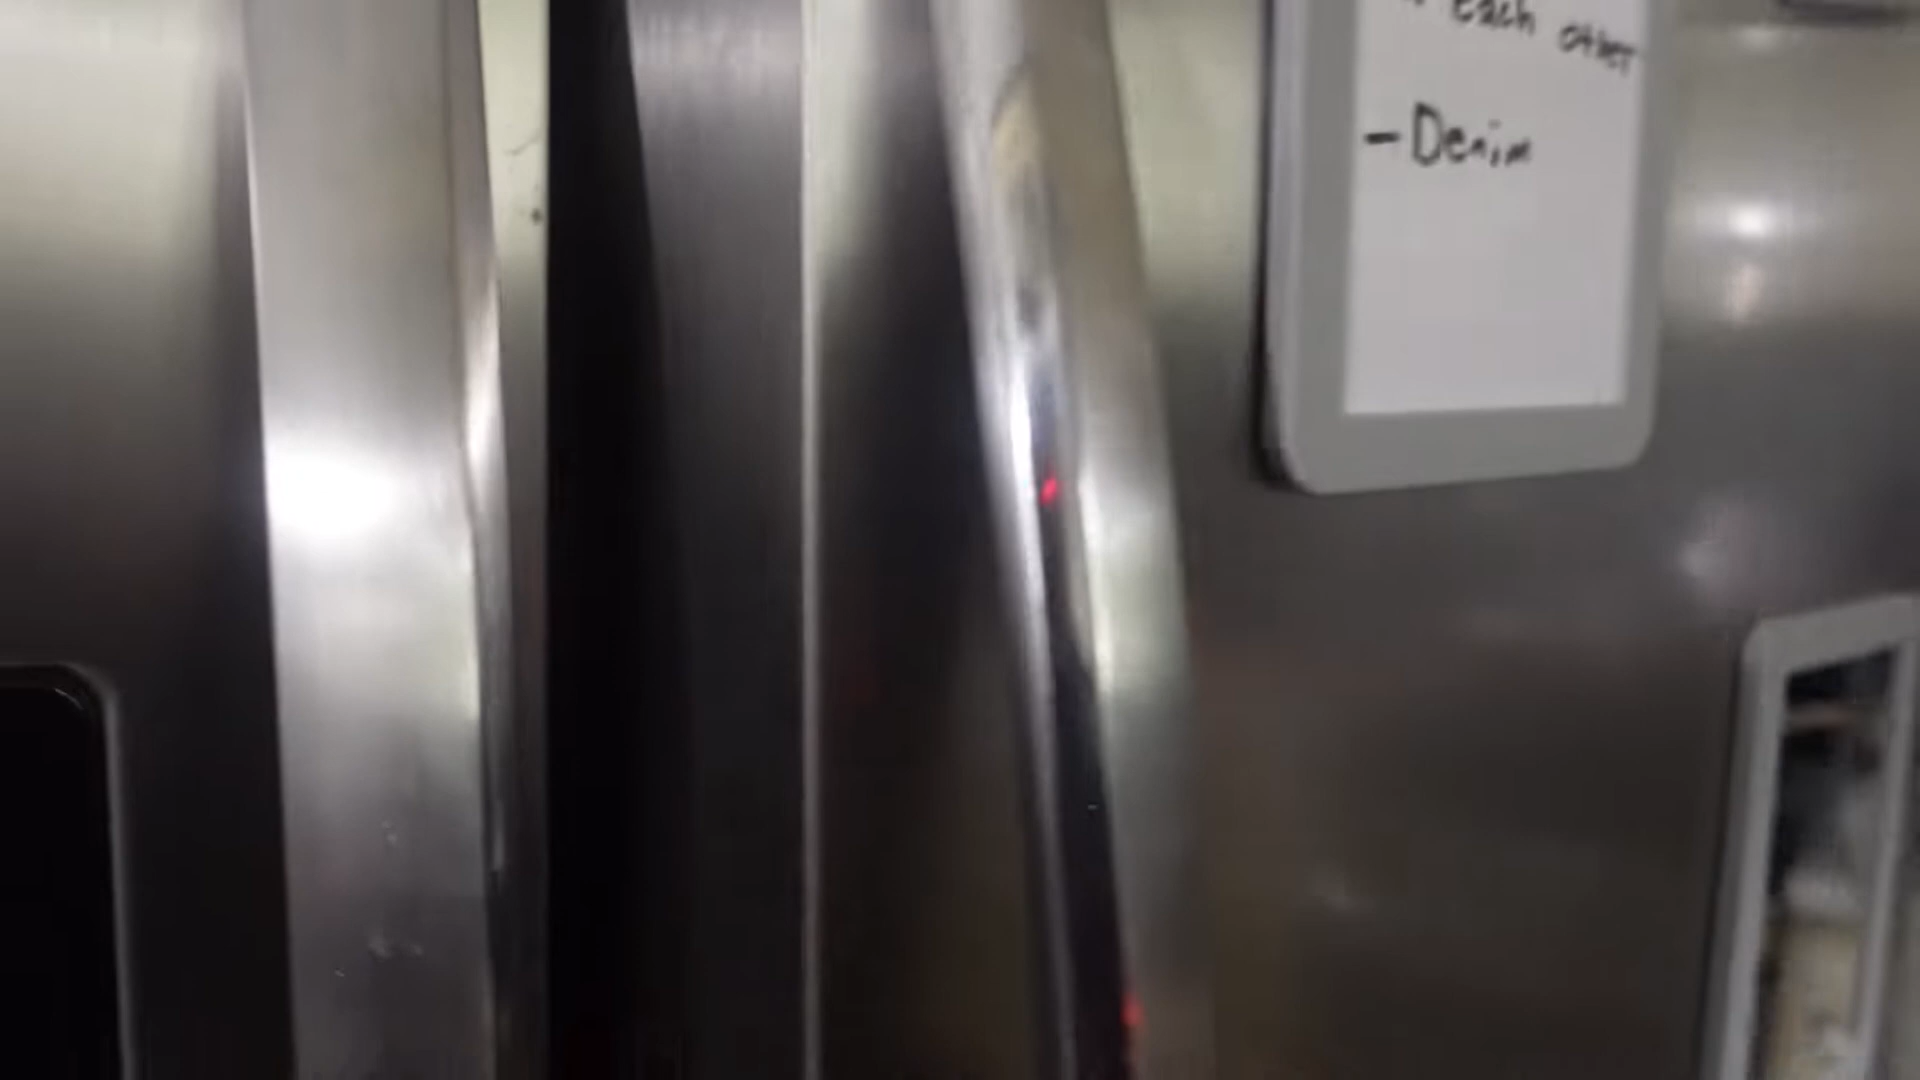 each other
- Denim